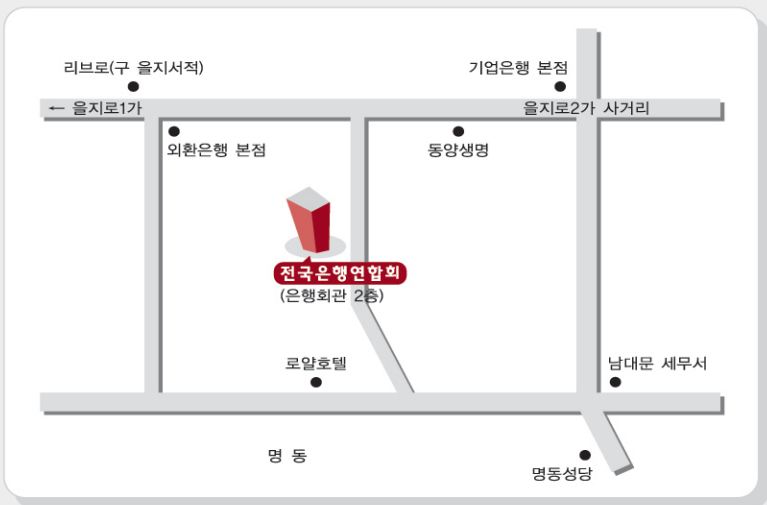 리브로(구 을지서적)
기업은행 본점
← 을지로1가
을지로2가 사거리
외환은행 본점
동양생명
전국은행연합회
(은행회관 2층)
로얄호텔
남대문 세무서
명 동
명동성당